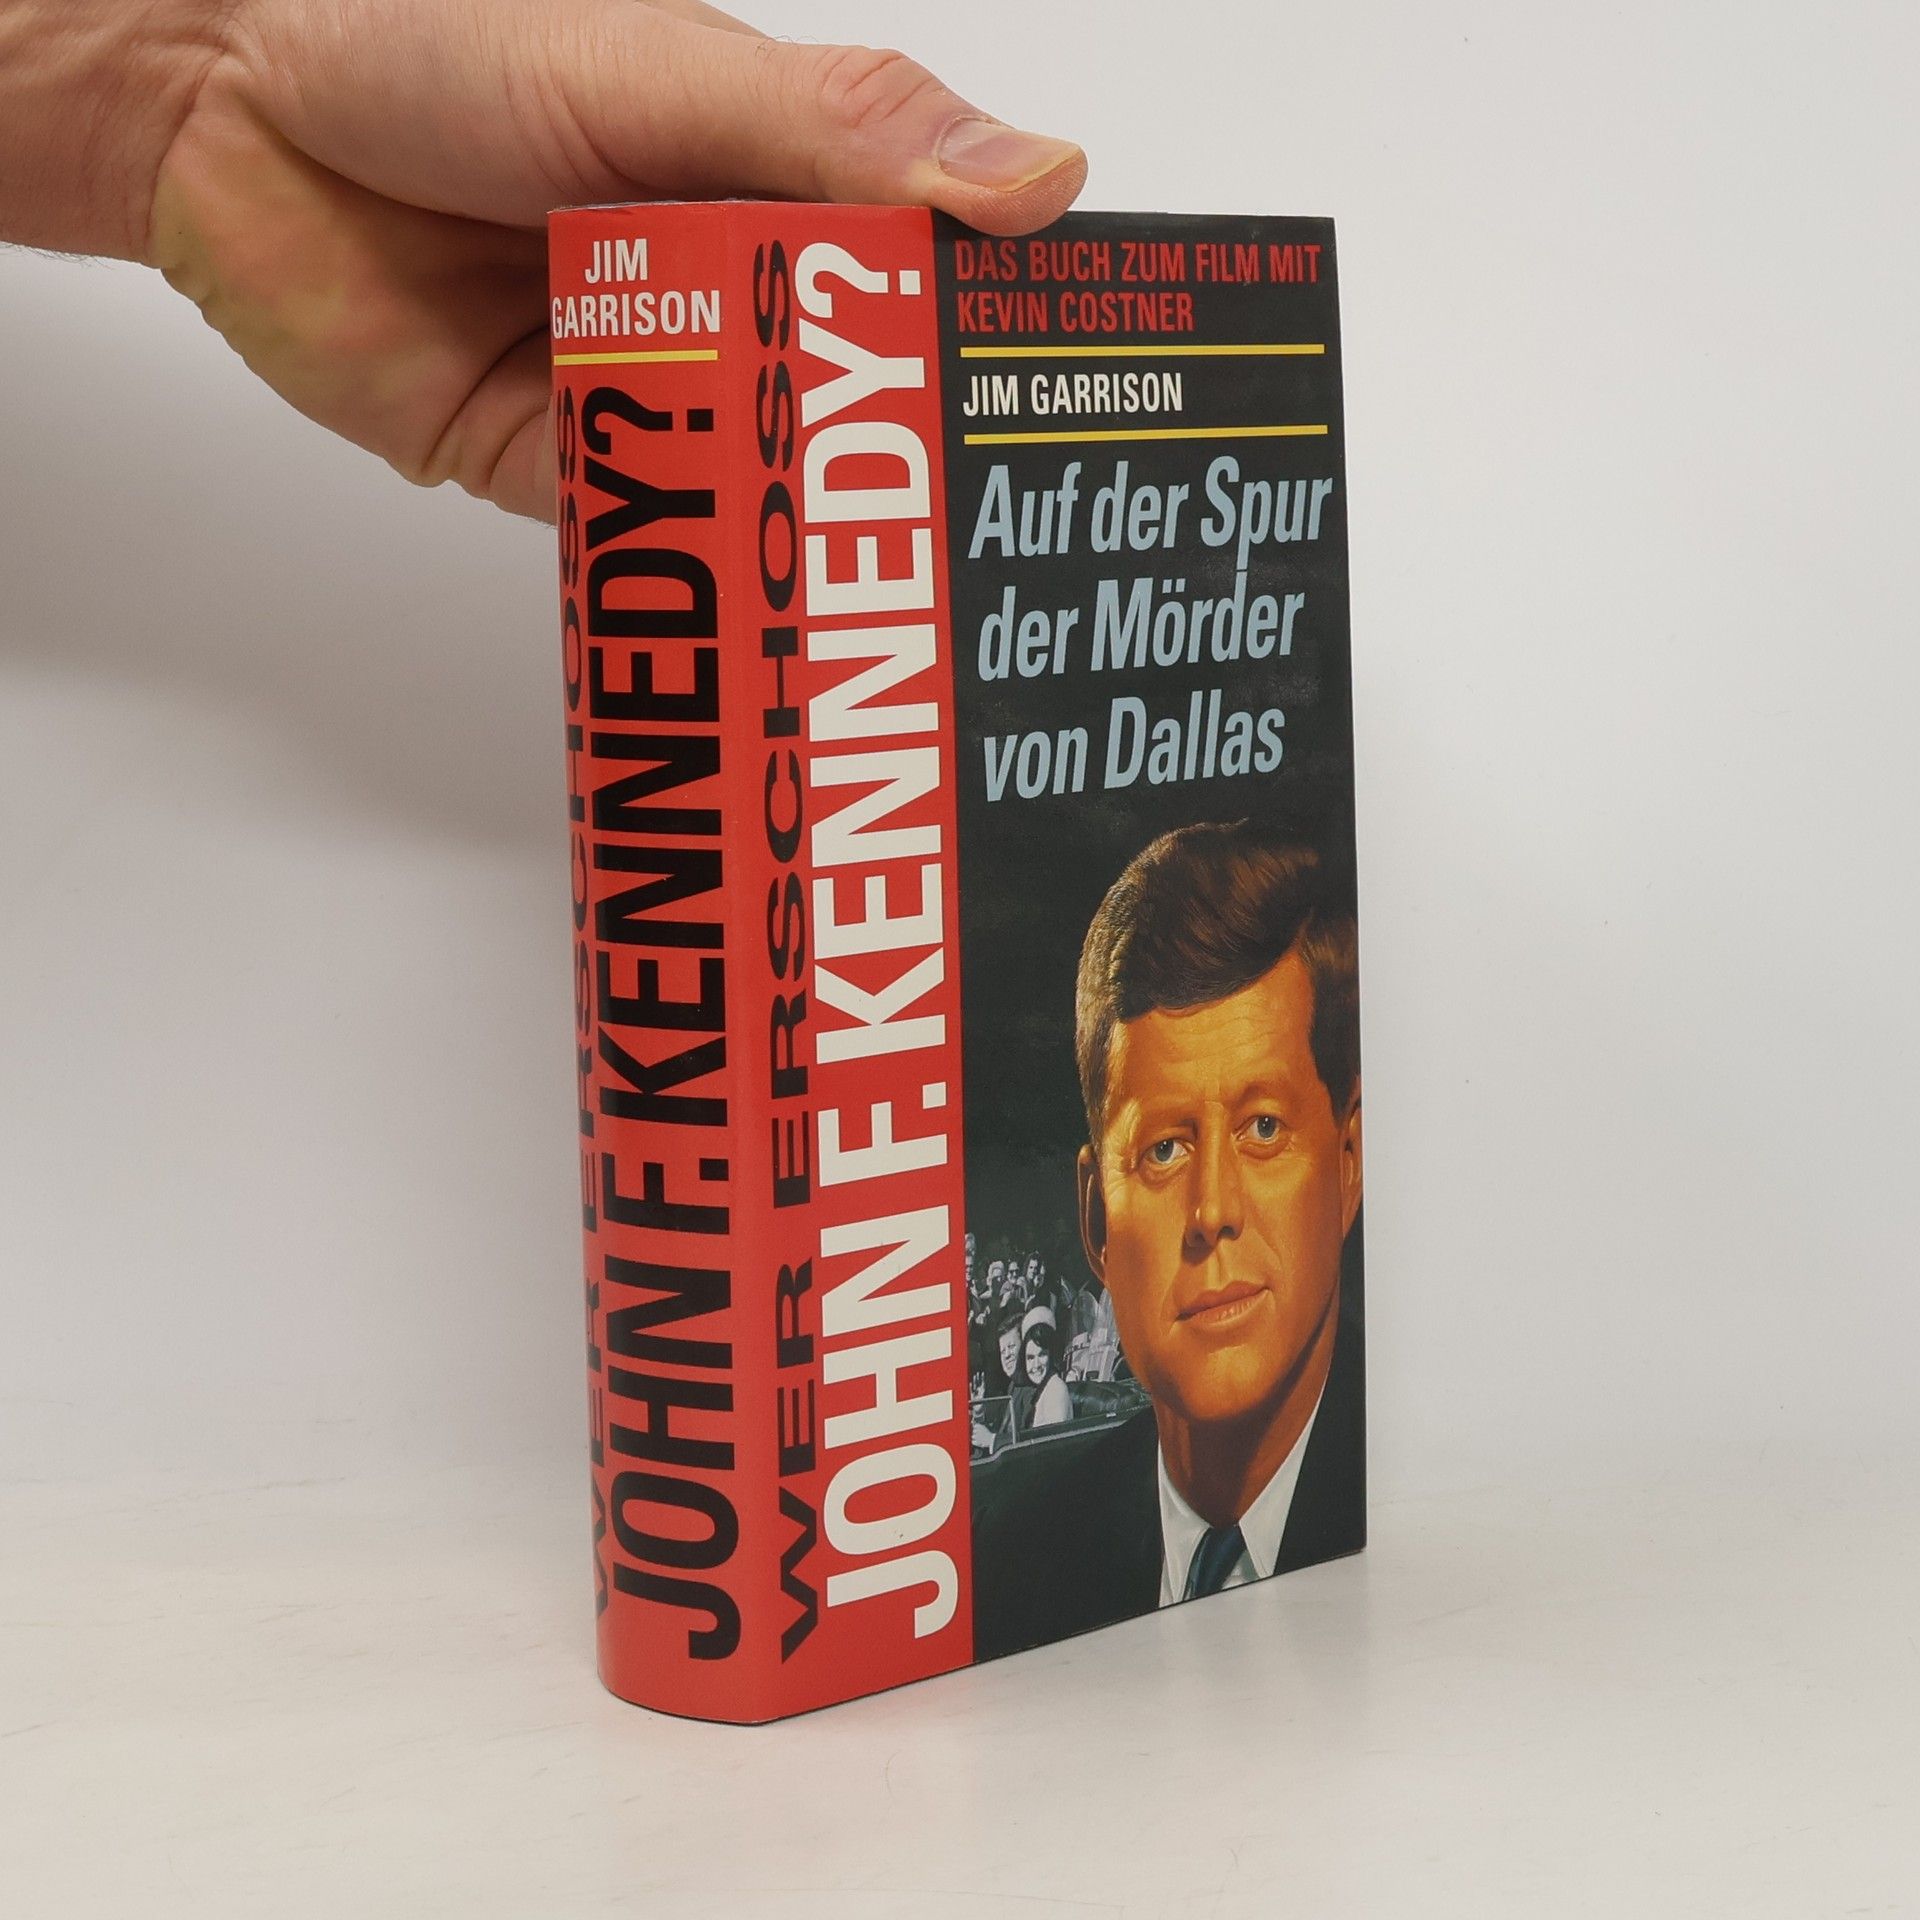 JIM
GARRISON
WER ERSCHOSS
JOHN F. KENNEDY?
WER ERSCHOSS
JOHN F. KENNEDY?
DAS BUCH ZUM FILM MIT
KEVIN COSTNER
JIM GARRISON
Auf der Spur
der Mörder
von Dallas